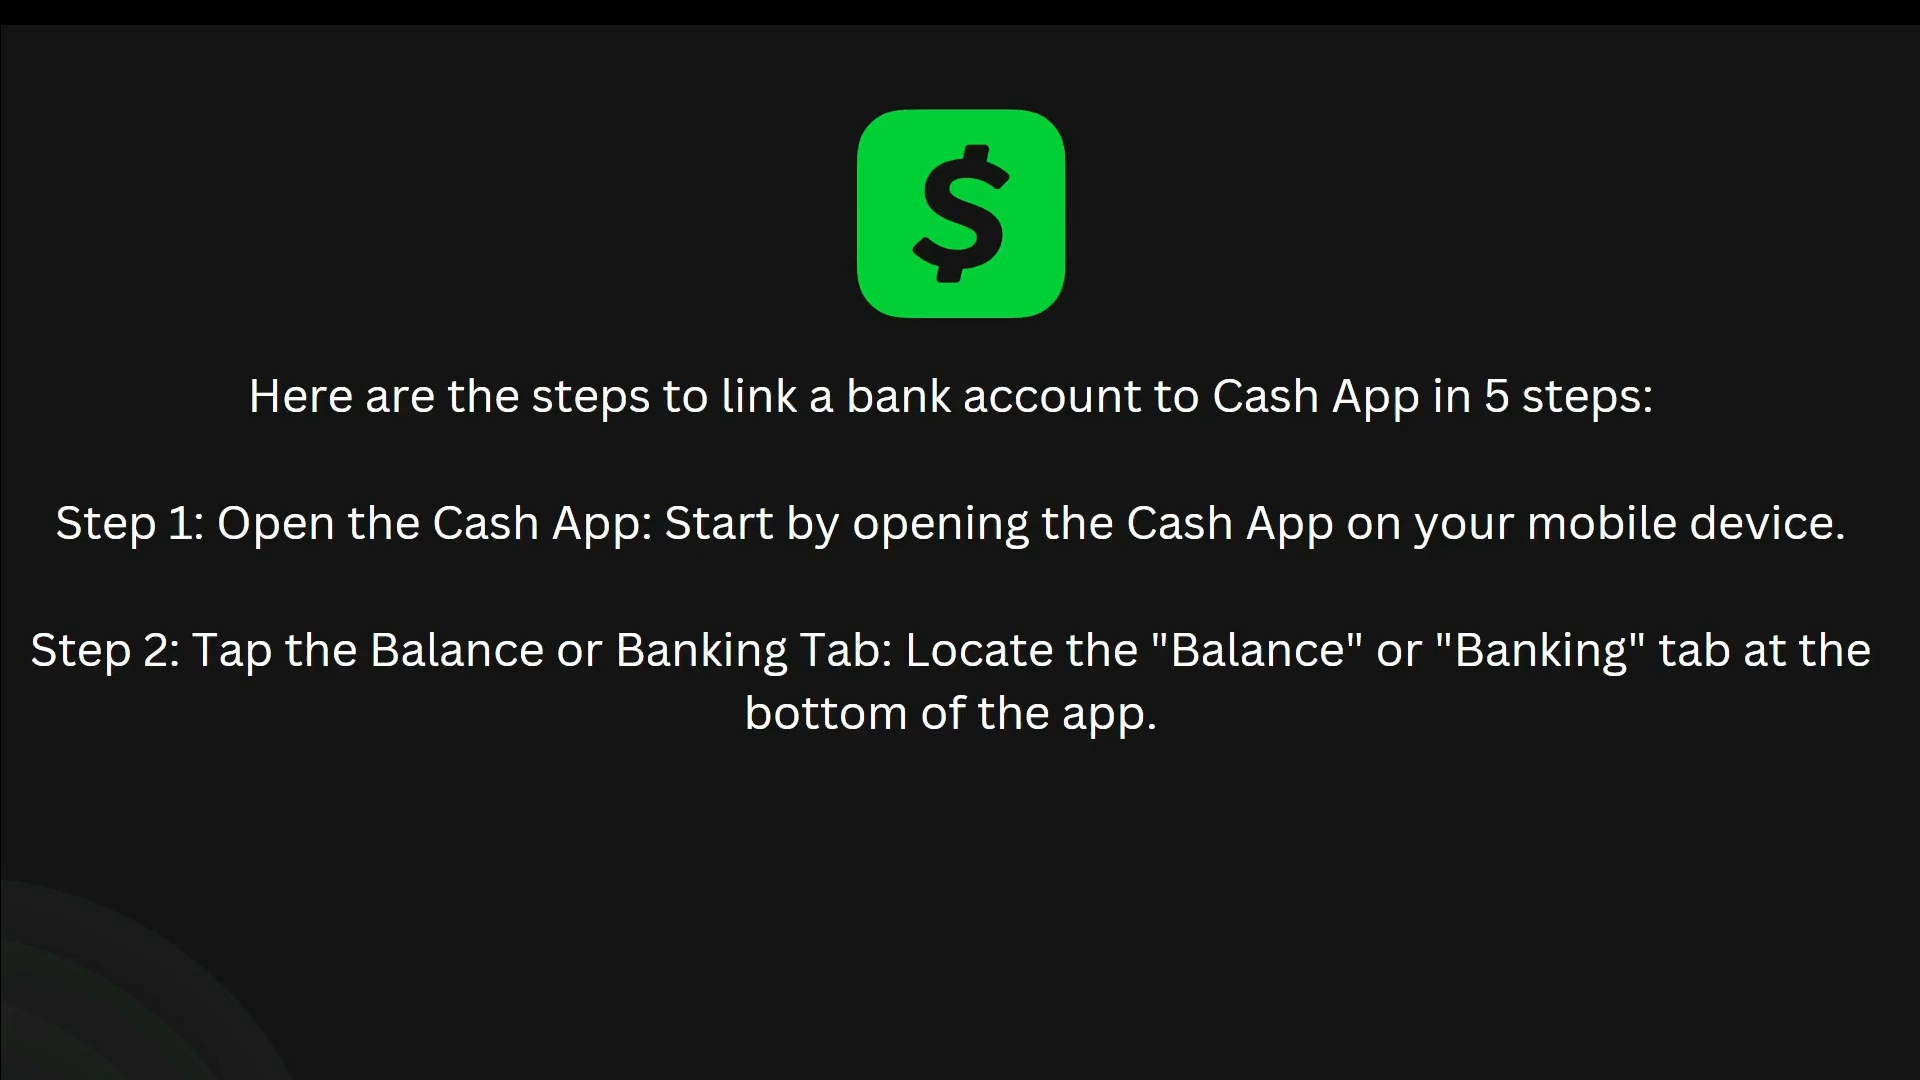 $
Here are the steps to link a bank account to Cash App in 5 steps:
Step 1: Open the Cash App: Start by opening the Cash App on your mobile device.
Step 2: Tap the Balance or Banking Tab: Locate the "Balance" or "Banking" tab at the
bottom of the app.